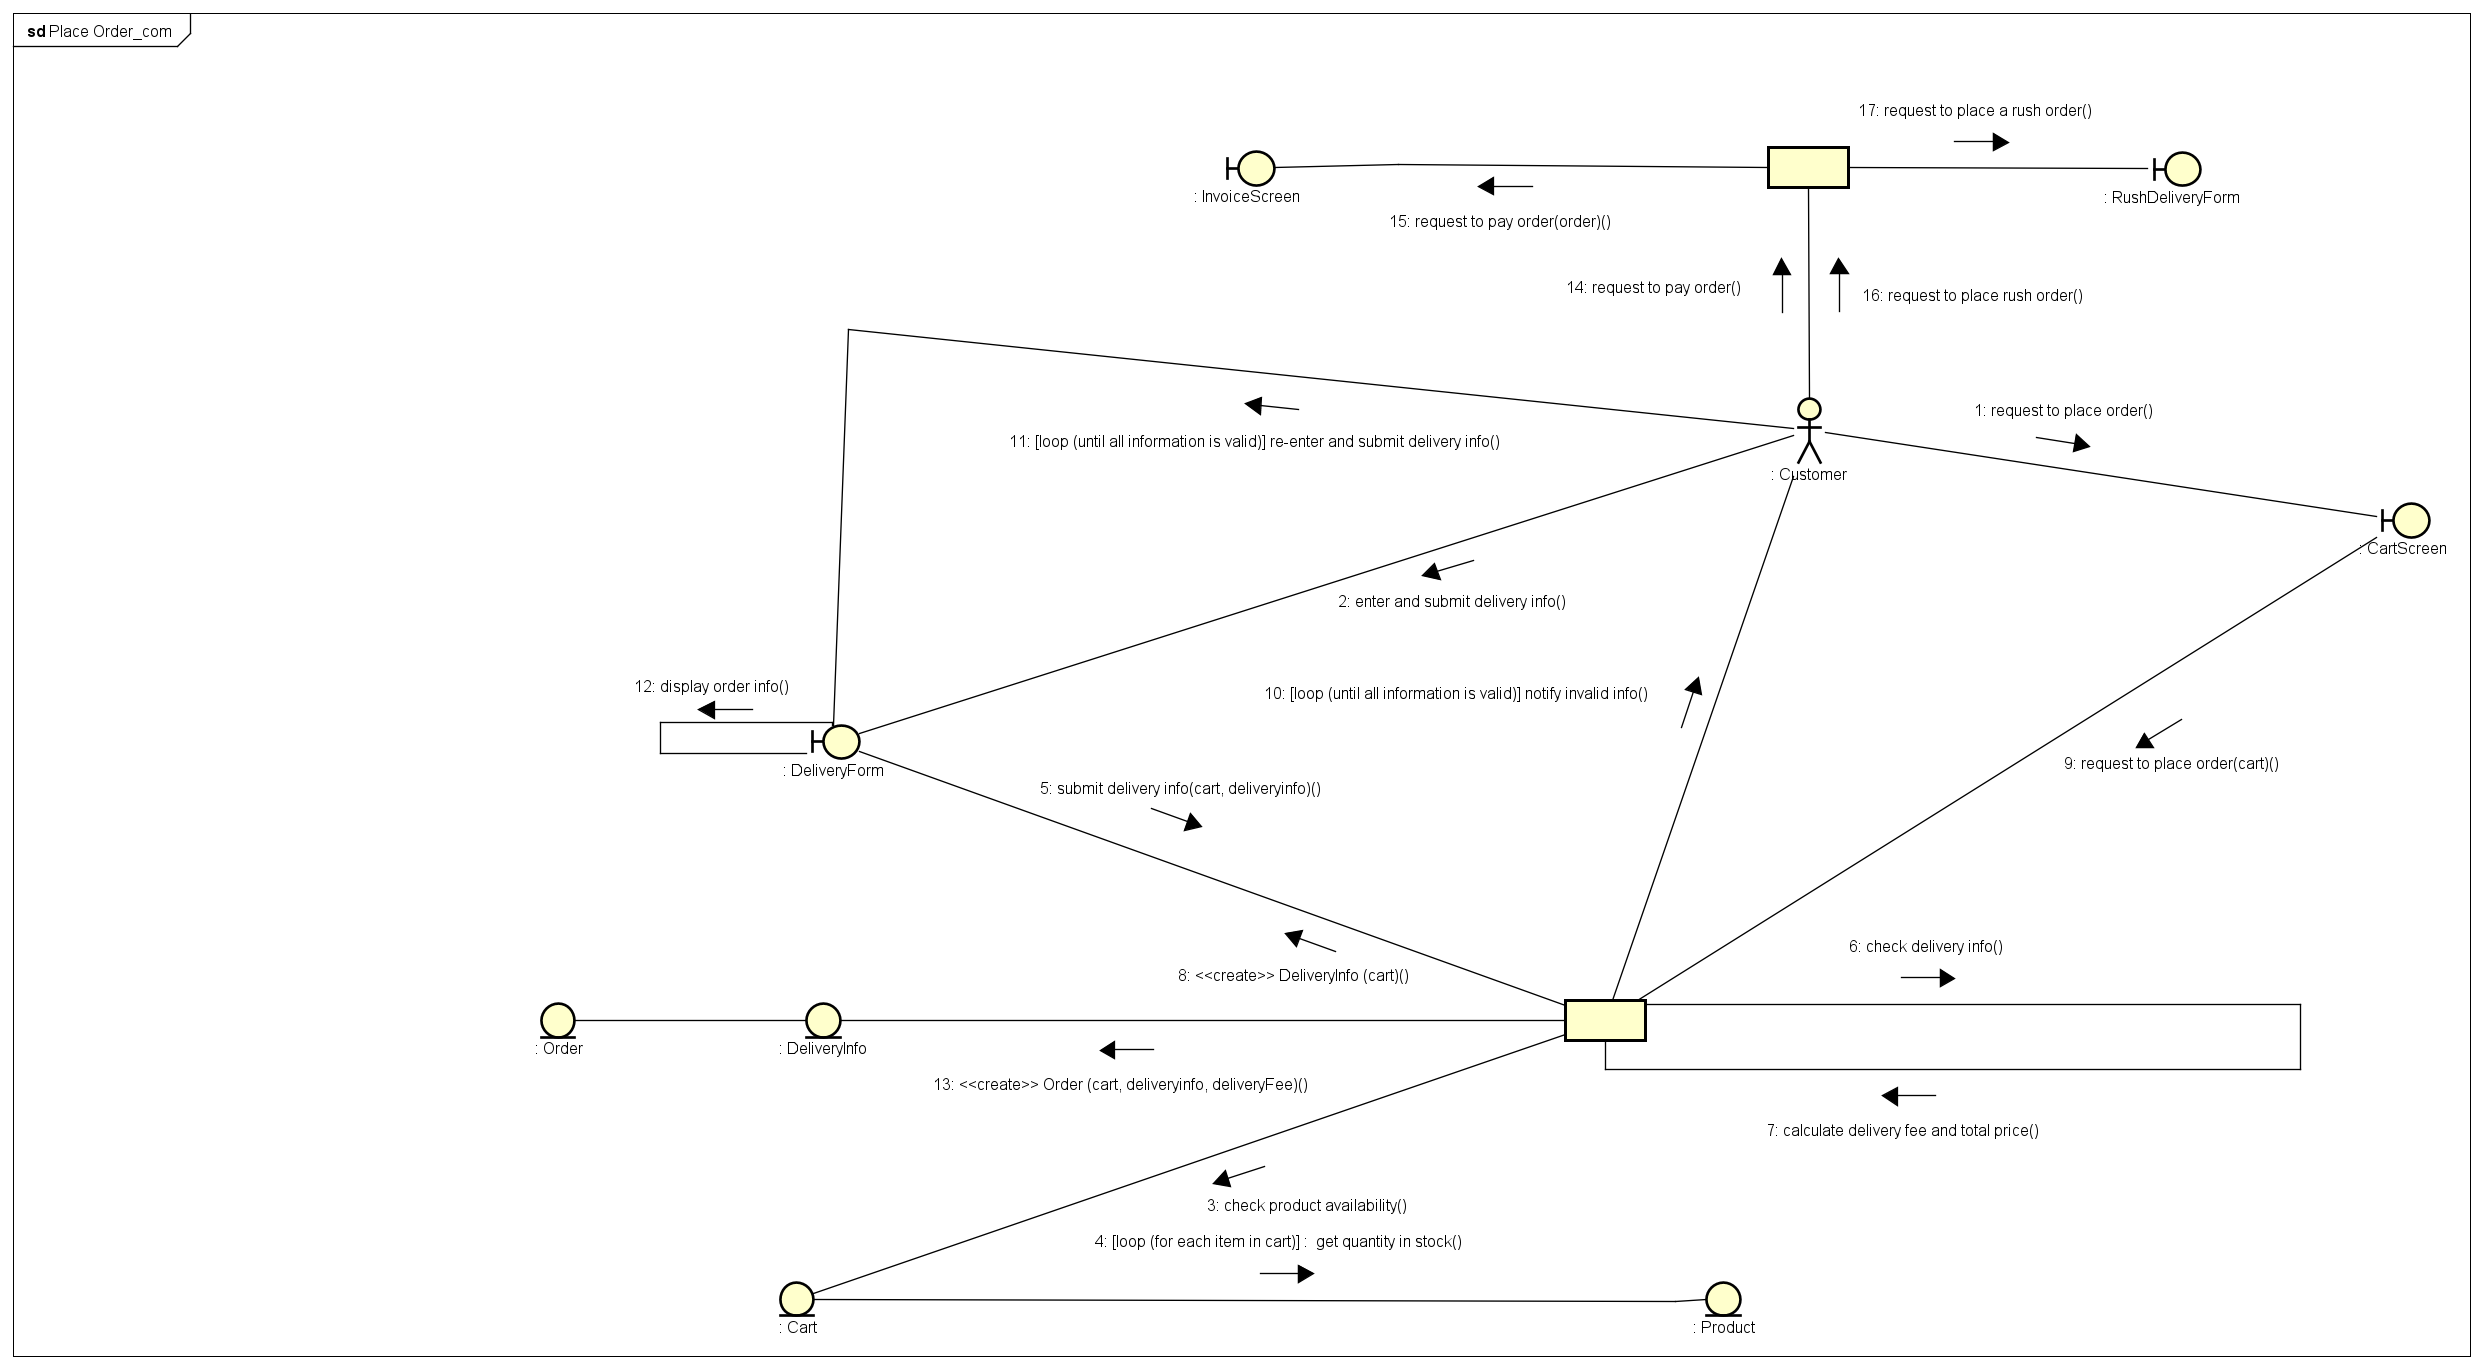 sd Place Order_com
17: request to place a rush order()
: InvoiceScreen
: RushDeliveryForm
15: request to pay order(order)()
14: request to pay order()
16: request to place rush order()
1: request to place order()
11: [loop (until all information is valid)] re-enter and submit delivery info()
: Customer
: CartScreen
2: enter and submit delivery info()
12: display order info()
10: [loop (until all information is valid)] notify invalid info()
9: request to place order(cart)()
: DeliveryForm
5: submit delivery info(cart, deliveryinfo)()
6: check delivery info()
8: <<create>> DeliveryInfo (cart)()
: Order
: DeliveryInfo
13: <<create>> Order (cart, deliveryinfo, deliveryFee)()
7: calculate delivery fee and total price()
3: check product availability()
4: [loop (for each item in cart)] :  get quantity in stock()
: Cart
: Product